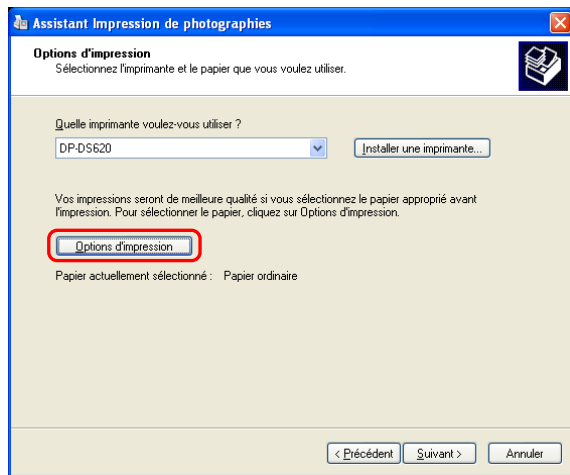 Assistant Impression de photographies
Options d'impression
Sélectionnez l'imprimante et le papier que vous voulez utiliser.
Quelle imprimante voulez-vous utiliser ?
DP-DS620
Installer une imprimante...
Vos impressions seront de meilleure qualité si vous sélectionnez le papier approprié avant
l'impression. Pour sélectionner le papier, cliquez sur Options d'impression.
Options d'impression
Papier actuellement sélectionné : Papier ordinaire
< Précédent Suivant > Annuler